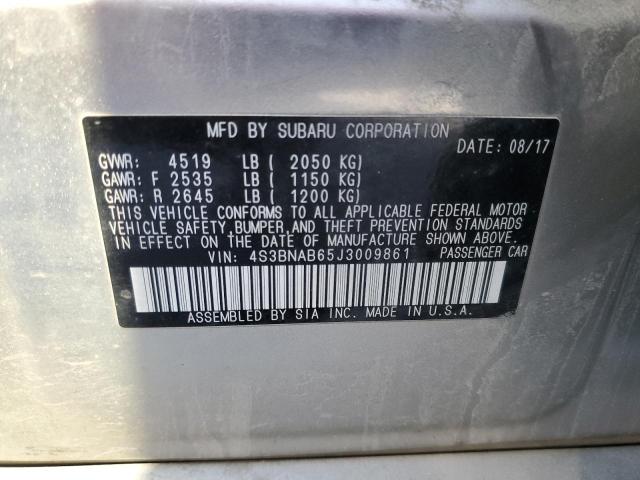 MFD BY SUBARU CORPORATION
DATE: 08/17
GVWR: 4519 LB ( 2050 KG)
GAWR: F 2535 LB ( 1150 KG)
GAWR: R 2645 LB ( 1200 KG)
THIS VEHICLE CONFORMS TO ALL APPLICABLE FEDERAL MOTOR
VEHICLE SAFETY, BUMPER, AND THEFT PREVENTION STANDARDS
IN EFFECT ON THE DATE OF MANUFACTURE SHOWN ABOVE.
VIN: 4S3BNAB65J3009861 PASSENGER CAR
ASSEMBLED BY SIA INC. MADE IN U.S.A.